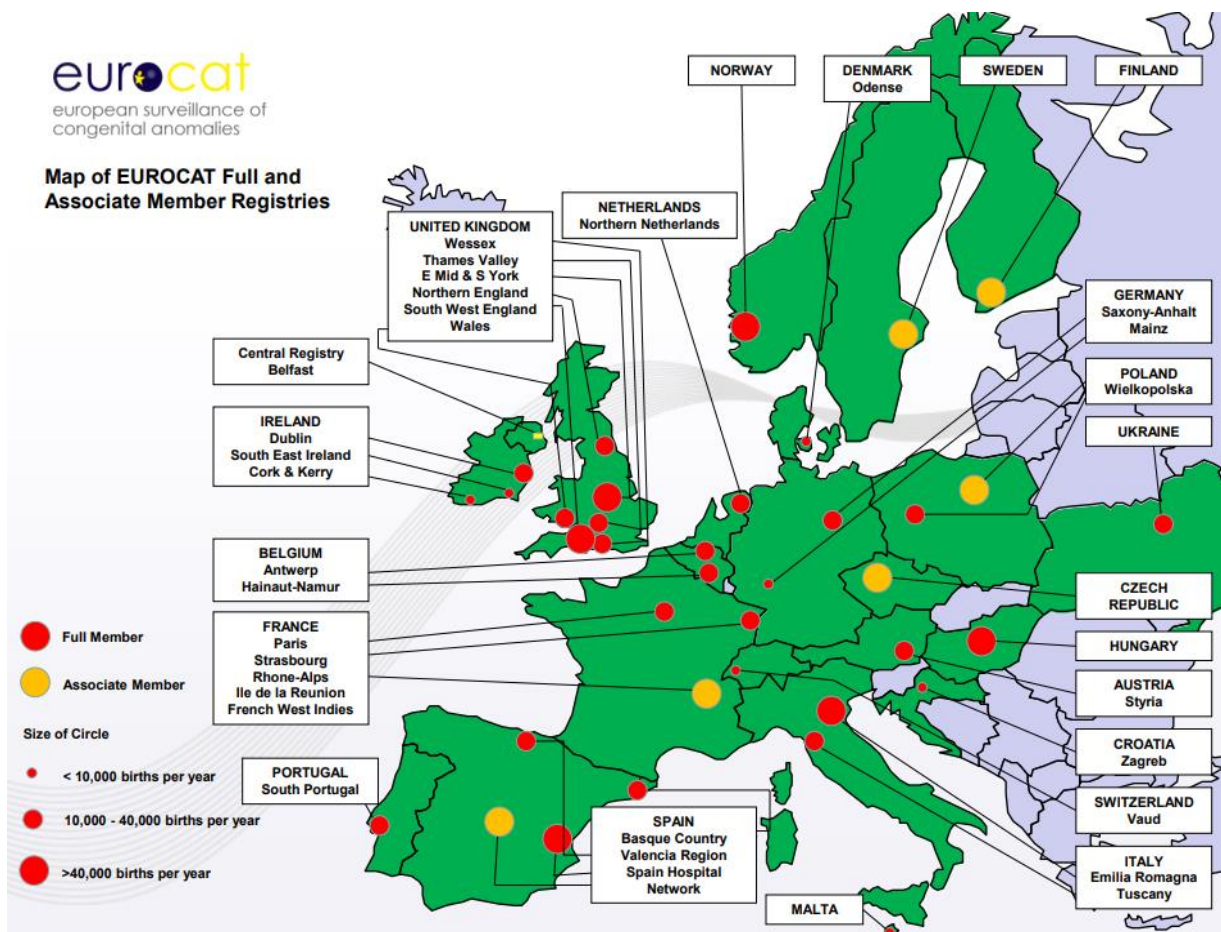 eurocat
european surveillance of
congenital anomalies
Map of EUROCAT Full and
Associate Member Registries
NORWAY
DENMARK
Odense
SWEDEN
FINLAND
NETHERLANDS
Northern Netherlands
UNITED KINGDOM
Wessex
Thames Valley
E Mid & S York
Northern England
South West England
Wales
Central Registry
Belfast
IRELAND
Dublin
South East Ireland
Cork & Kerry
BELGIUM
Antwerp
Hainaut-Namur
FRANCE
Paris
Strasbourg
Rhone-Alps
Ile de la Reunion
French West Indies
PORTUGAL
South Portugal
SPAIN
Basque Country
Valencia Region
Spain Hospital
Network
MALTA
GERMANY
Saxony-Anhalt
Mainz
POLAND
Wielkopolska
UKRAINE
CZECH
REPUBLIC
HUNGARY
AUSTRIA
Styria
CROATIA
Zagreb
SWITZERLAND
Vaud
ITALY
Emilia Romagna
Tuscany
Full Member
Associate Member
Size of Circle
< 10,000 births per year
10,000 - 40,000 births per year
>40,000 births per year